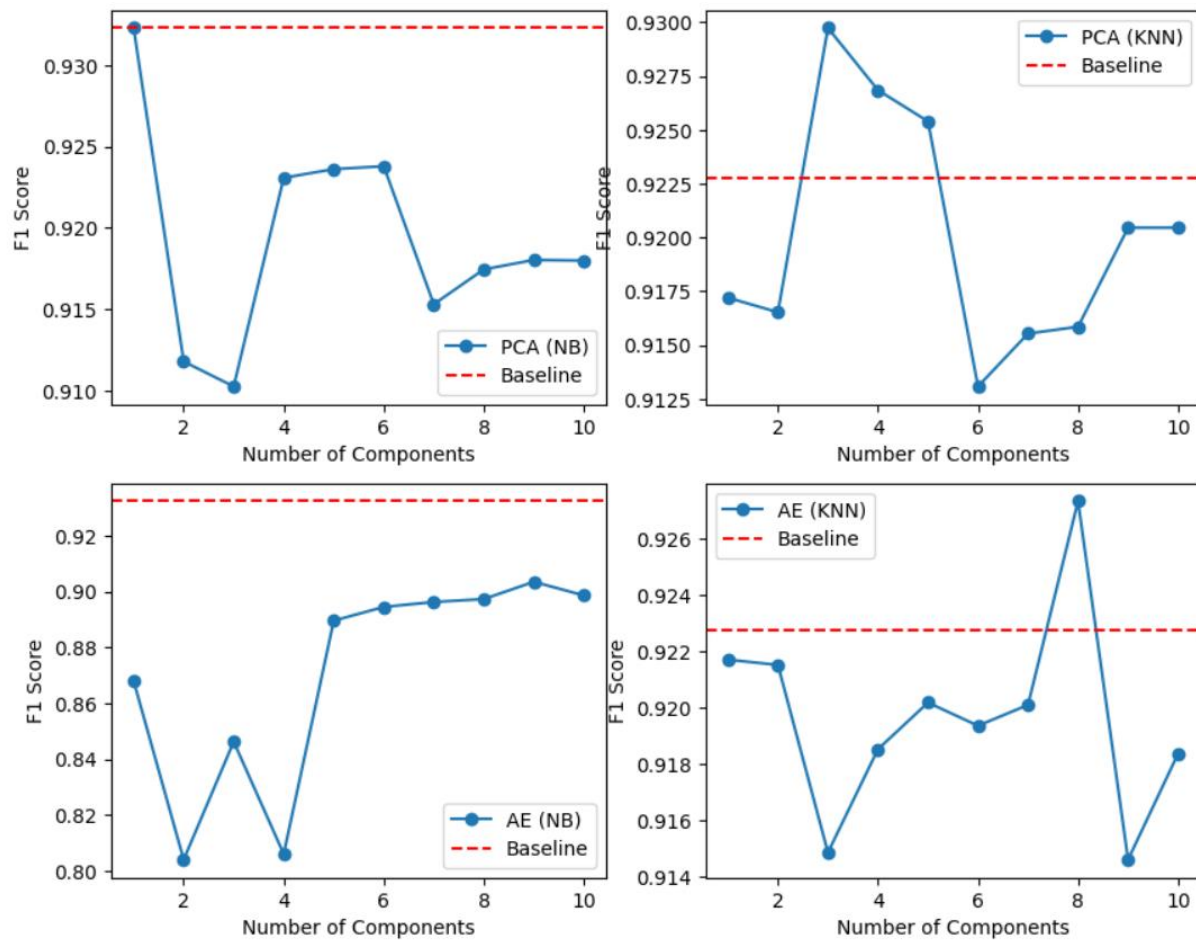 0.930
0.925
0.920
0.915
0.910
F1 Score
PCA (NB)
Baseline
2 4 6 8 10
Number of Components
0.9300
0.9275
0.9250
0.9225
0.9200
0.9175
0.9150
0.9125
F1 Score
PCA (KNN)
Baseline
2 4 6 8 10
Number of Components
0.92
0.90
0.88
0.86
0.84
0.82
0.80
F1 Score
AE (NB)
Baseline
2 4 6 8 10
Number of Components
0.926
0.924
0.922
0.920
0.918
0.916
0.914
F1 Score
AE (KNN)
Baseline
2 4 6 8 10
Number of Components